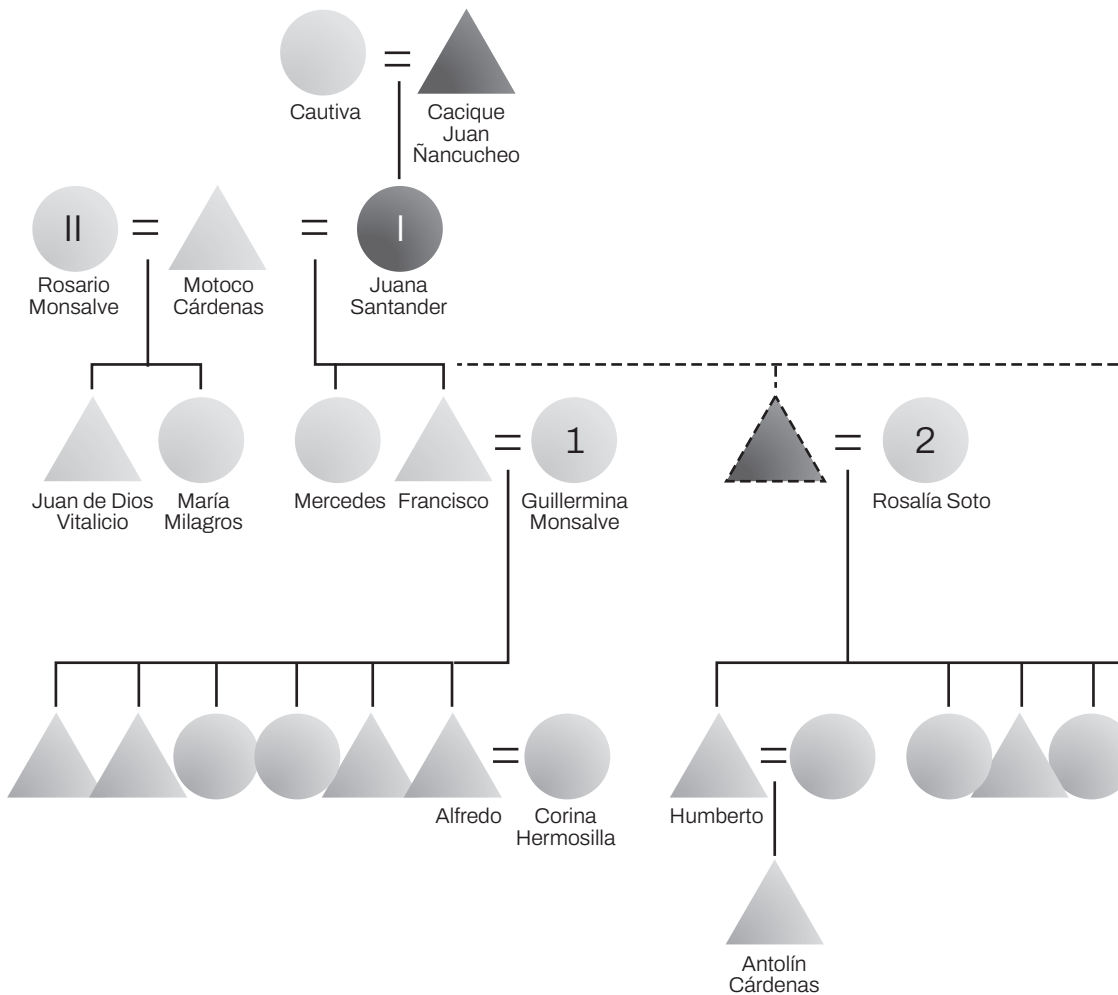 Cautiva
Cacique
Juan
Ñancucheo
II
I
Rosario
Monsalve
Motoco
Cárdenas
Juana
Santander
1
2
Juan de Dios
Vitalicio
María
Milagros
Mercedes
Francisco
Guillermina
Monsalve
Rosalía Soto
Alfredo
Corina
Hermosilla
Humberto
Antolín
Cárdenas